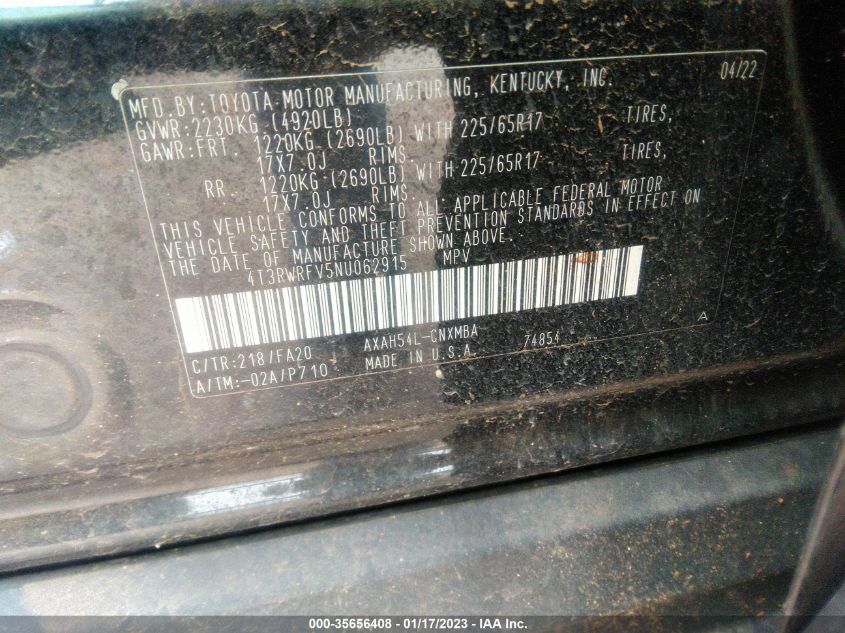 MFD. BY: TOYOTA MOTOR MANUFACTURING, KENTUCKY, INC. 04/22
GVWR: 2230KG (4920LB)
GAWR: FRT. 1220KG (2690LB) WITH 225/65R17 TIRES,
17X7.0J RIMS.
RR. 1220KG (2690LB) WITH 225/65R17 TIRES,
17X7.0J RIMS.
THIS VEHICLE CONFORMS TO ALL APPLICABLE FEDERAL MOTOR
VEHICLE SAFETY AND THEFT PREVENTION STANDARDS IN EFFECT ON
THE DATE OF MANUFACTURE SHOWN ABOVE.
4T3RWRFV5NU062915 MPV
C/TR: 218/FA20 AXAH54L-CNXMBA 74854 A
A/TM: -02A/P710 MADE IN U.S.A.
000-35656408 - 01/17/2023 - IAA Inc.